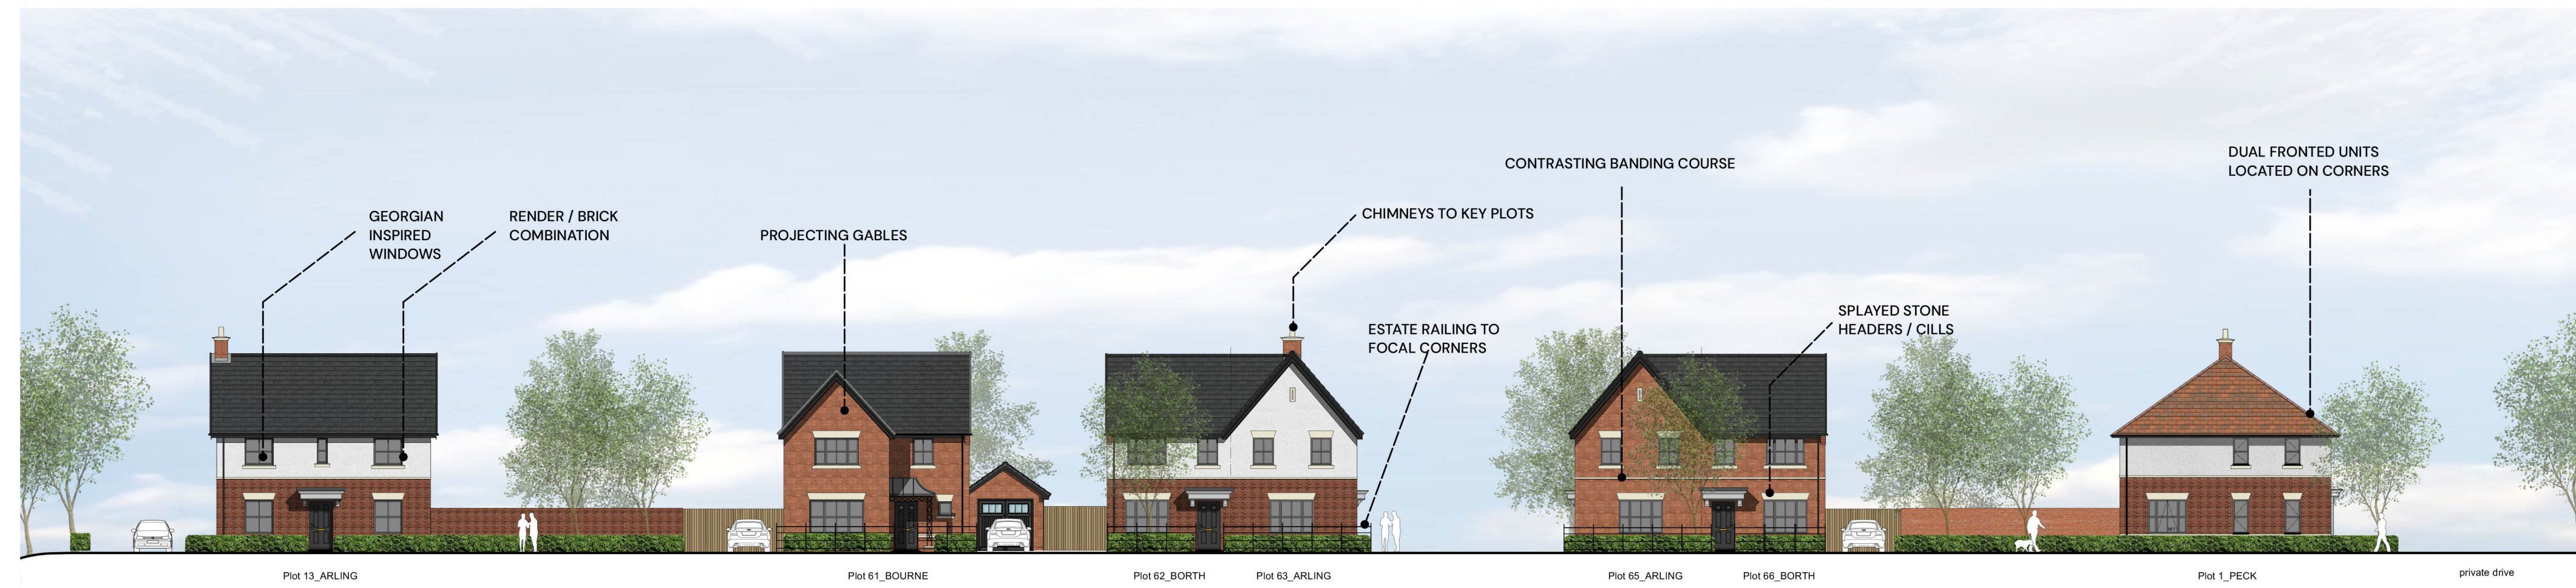 GEORGIAN
INSPIRED
WINDOWS
RENDER / BRICK
COMBINATION
PROJECTING GABLES
CHIMNEYS TO KEY PLOTS
ESTATE RAILING TO
FOCAL CORNERS
CONTRASTING BANDING COURSE
SPLAYED STONE
HEADERS / CILLS
DUAL FRONTED UNITS
LOCATED ON CORNERS
Plot 13_ARLING
Plot 61_BOURNE
Plot 62_BORTH
Plot 63_ARLING
Plot 65_ARLING
Plot 66_BORTH
Plot 1_PECK
private drive